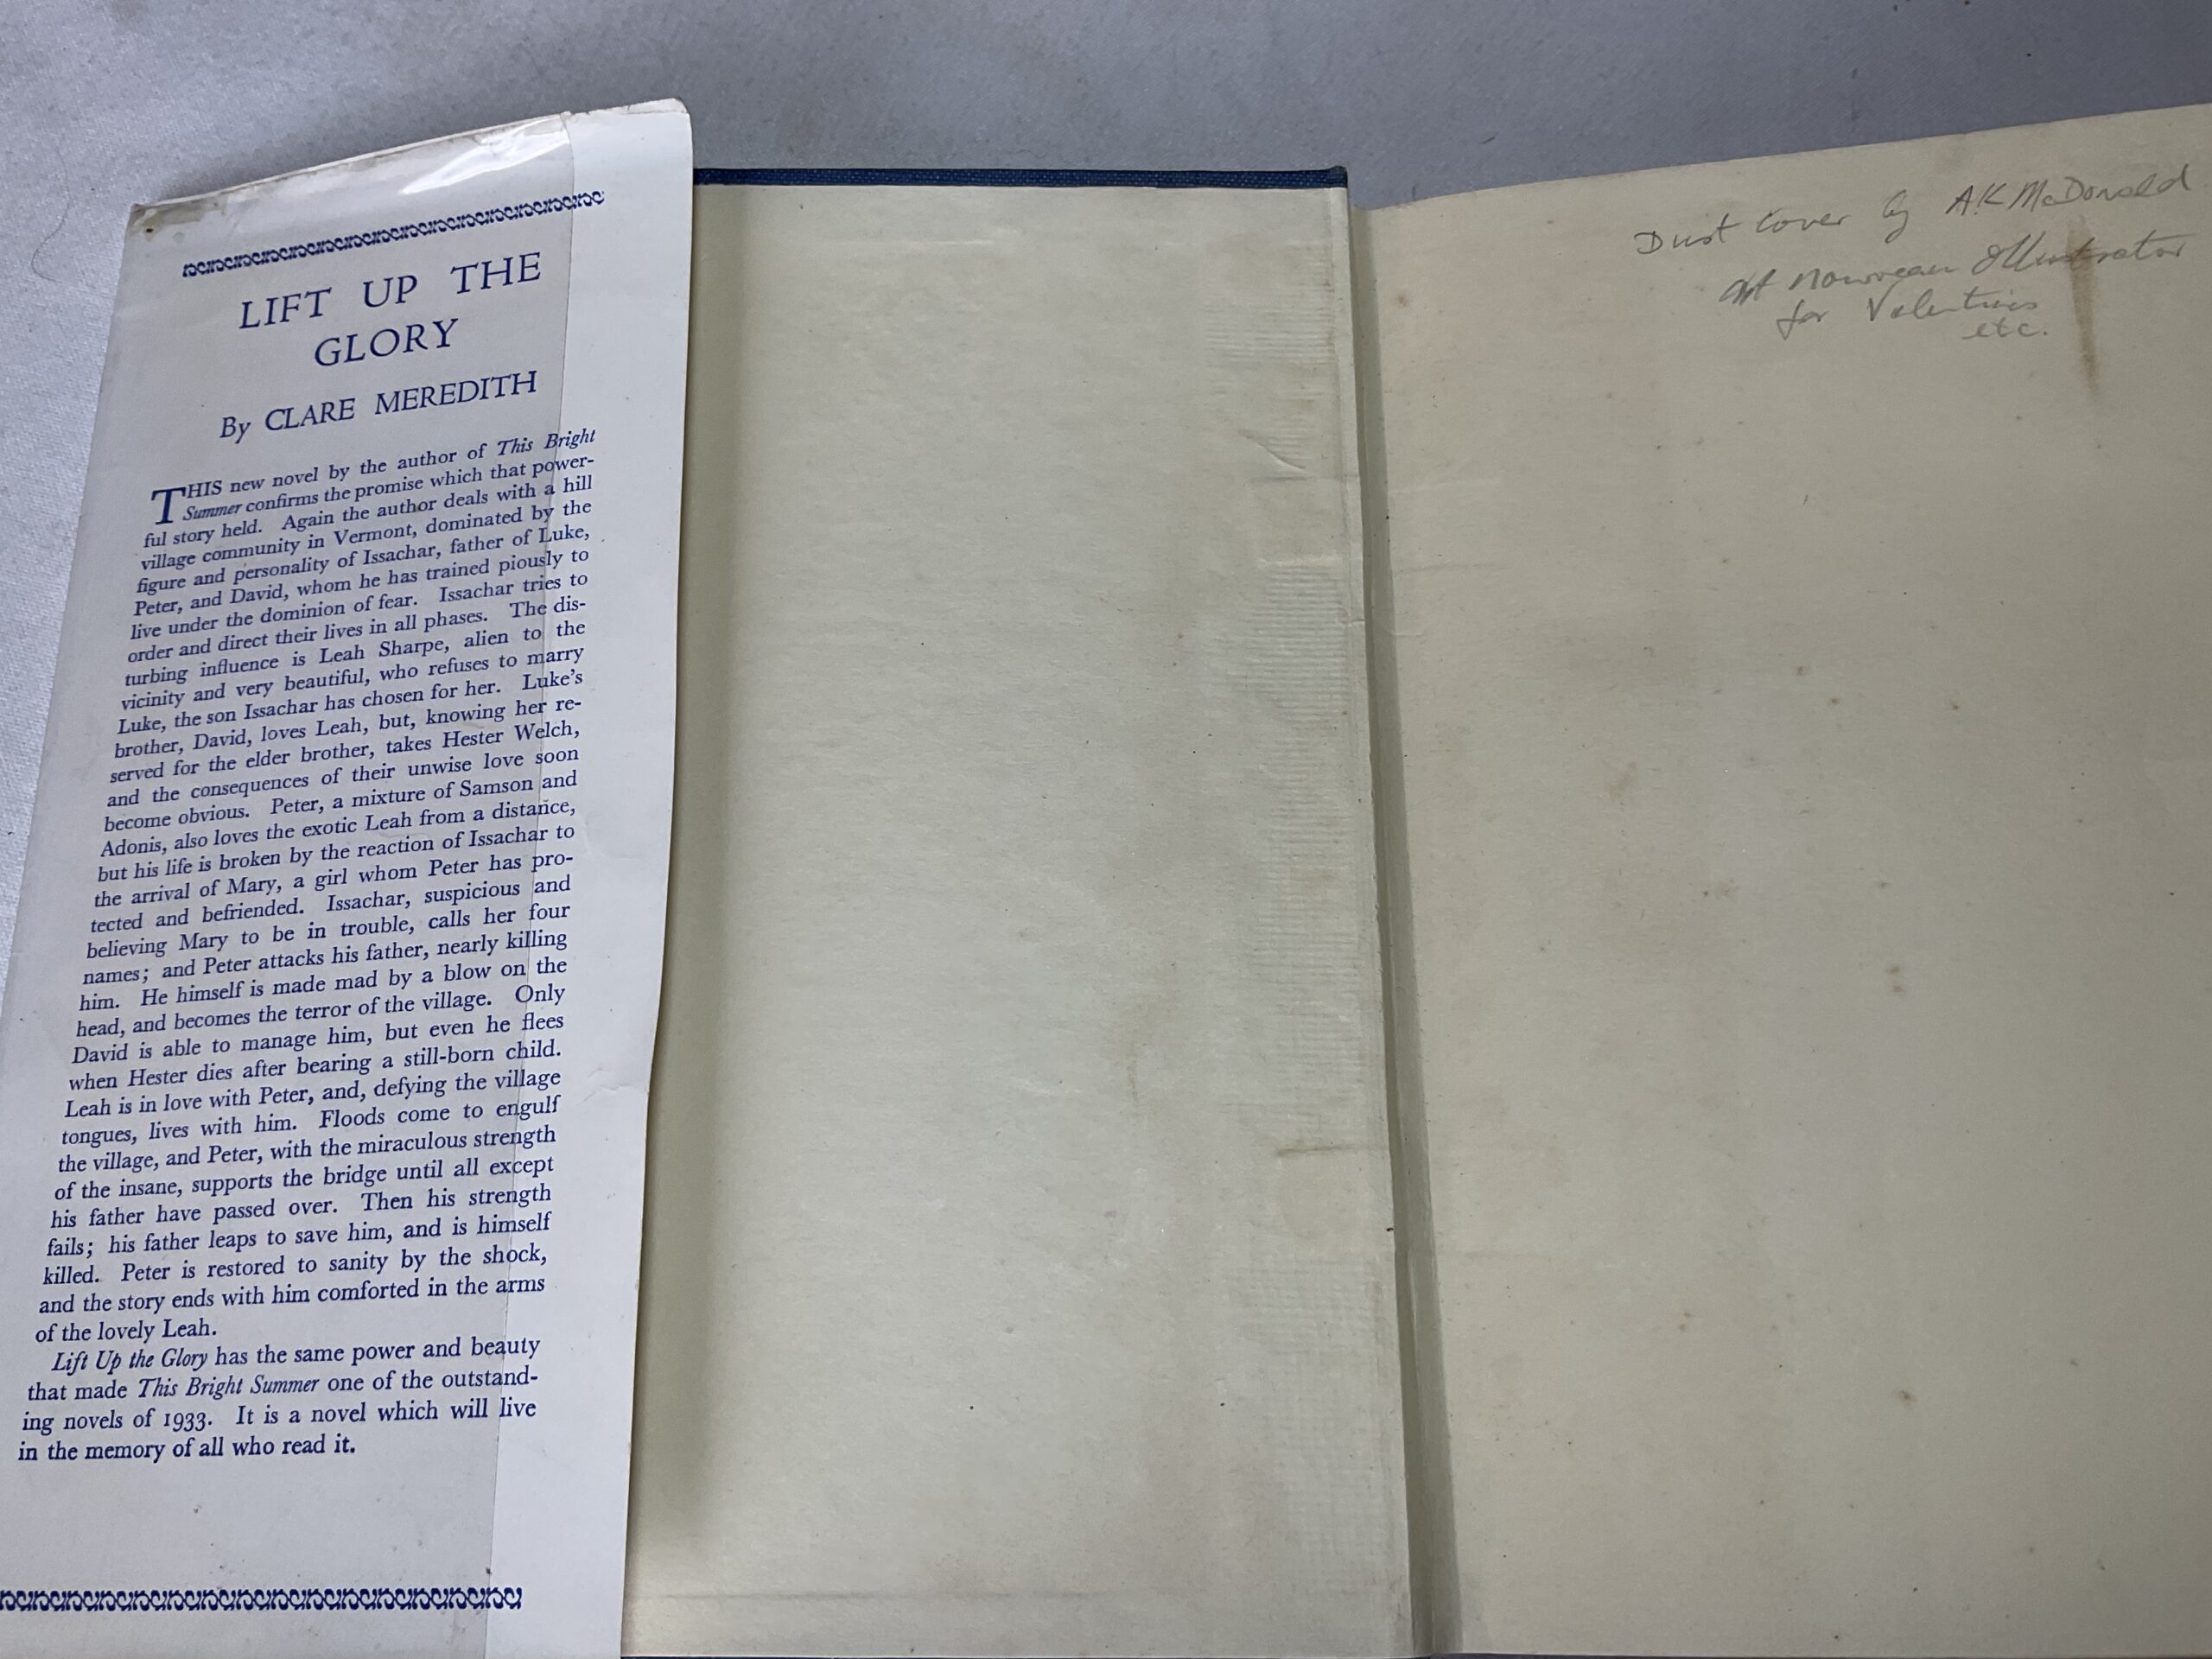 LIFT UP THE
GLORY
By CLARE MEREDITH
THIS new novel by the author of This Bright
Summer confirms the promise which that power-
ful story held. Again the author deals with a hill
village community in Vermont, dominated by the
figure and personality of Issachar, father of Luke,
Peter, and David, whom he has trained piously to
live under the dominion of fear. Issachar tries to
order and direct their lives in all phases. The dis-
turbing influence is Leah Sharpe, alien to the
vicinity and very beautiful, who refuses to marry
Luke, the son Issachar has chosen for her. Luke's
brother, David, loves Leah, but, knowing her re-
served for the elder brother, takes Hester Welch,
and the consequences of their unwise love soon
become obvious. Peter, a mixture of Samson and
Adonis, also loves the exotic Leah from a distance,
but his life is broken by the reaction of Issachar to
the arrival of Mary, a girl whom Peter has pro-
tected and befriended. Issachar, suspicious and
believing Mary to be in trouble, calls her four
names; and Peter attacks his father, nearly killing
him. He himself is made mad by a blow on the
head, and becomes the terror of the village. Only
David is able to manage him, but even he flees
when Hester dies after bearing a still-born child.
Leah is in love with Peter, and, defying the village
tongues, lives with him. Floods come to engulf
the village, and Peter, with the miraculous strength
of the insane, supports the bridge until all except
his father have passed over. Then his strength
fails; his father leaps to save him, and is himself
killed. Peter is restored to sanity by the shock,
and the story ends with him comforted in the arms
of the lovely Leah.
Lift Up the Glory has the same power and beauty
that made This Bright Summer one of the outstand-
ing novels of 1933. It is a novel which will live
in the memory of all who read it.
Dust cover by A.K McDonald
Art Nouveau Illustrator
for Valentines
etc.